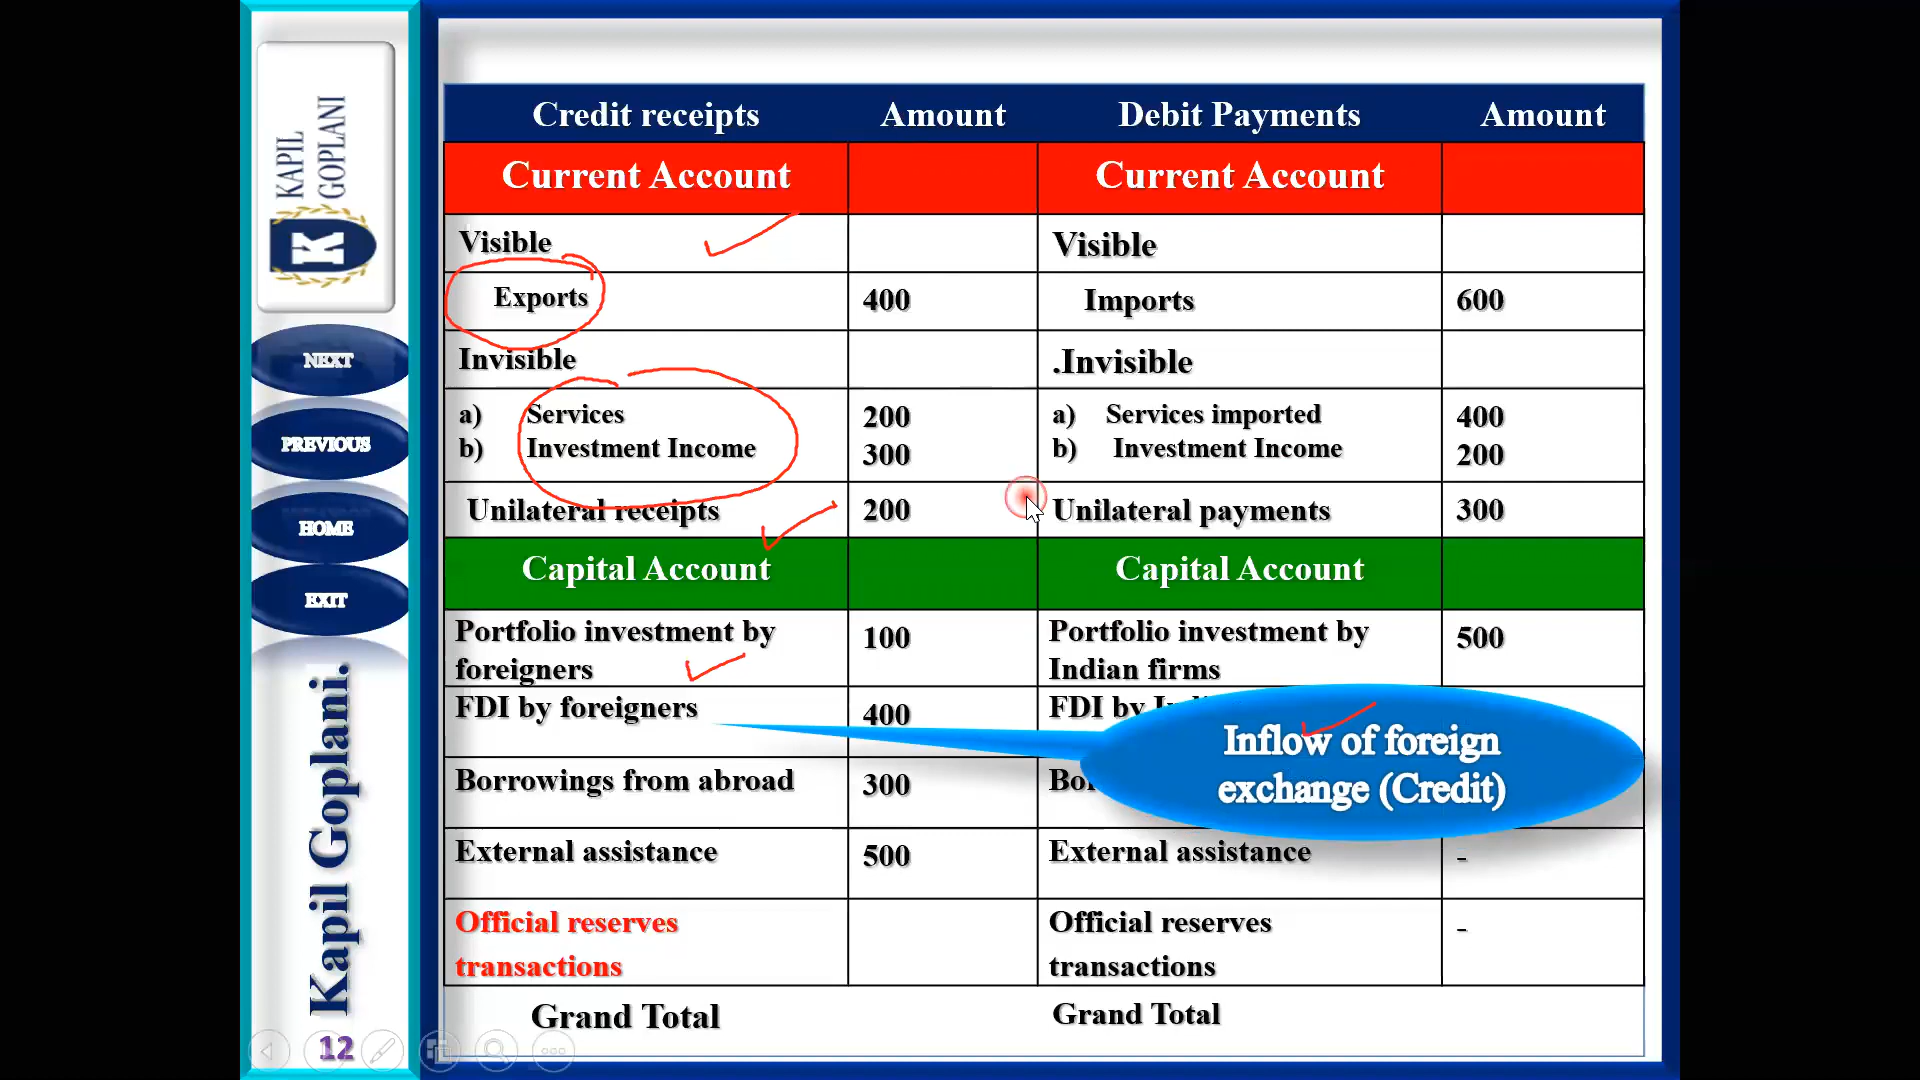 KAPIL
GOPLANI
K
NEXT
PREVIOUS
HOME
EXIT
Kapil Goplani.
12
Credit receipts Amount Debit Payments Amount
Current Account Current Account
Visible Visible
Exports 400 Imports 600
Invisible .Invisible
a) Services 200 a) Services imported 400
b) Investment Income 300 b) Investment Income 200
Unilateral receipts 200 Unilateral payments 300
Capital Account Capital Account
Portfolio investment by 100 Portfolio investment by 500
foreigners Indian firms
FDI by foreigners 400 FDI by
Inflow of foreign
exchange (Credit)
Borrowings from abroad 300
External assistance 500 External assistance -
Official reserves Official reserves -
transactions transactions
Grand Total Grand Total